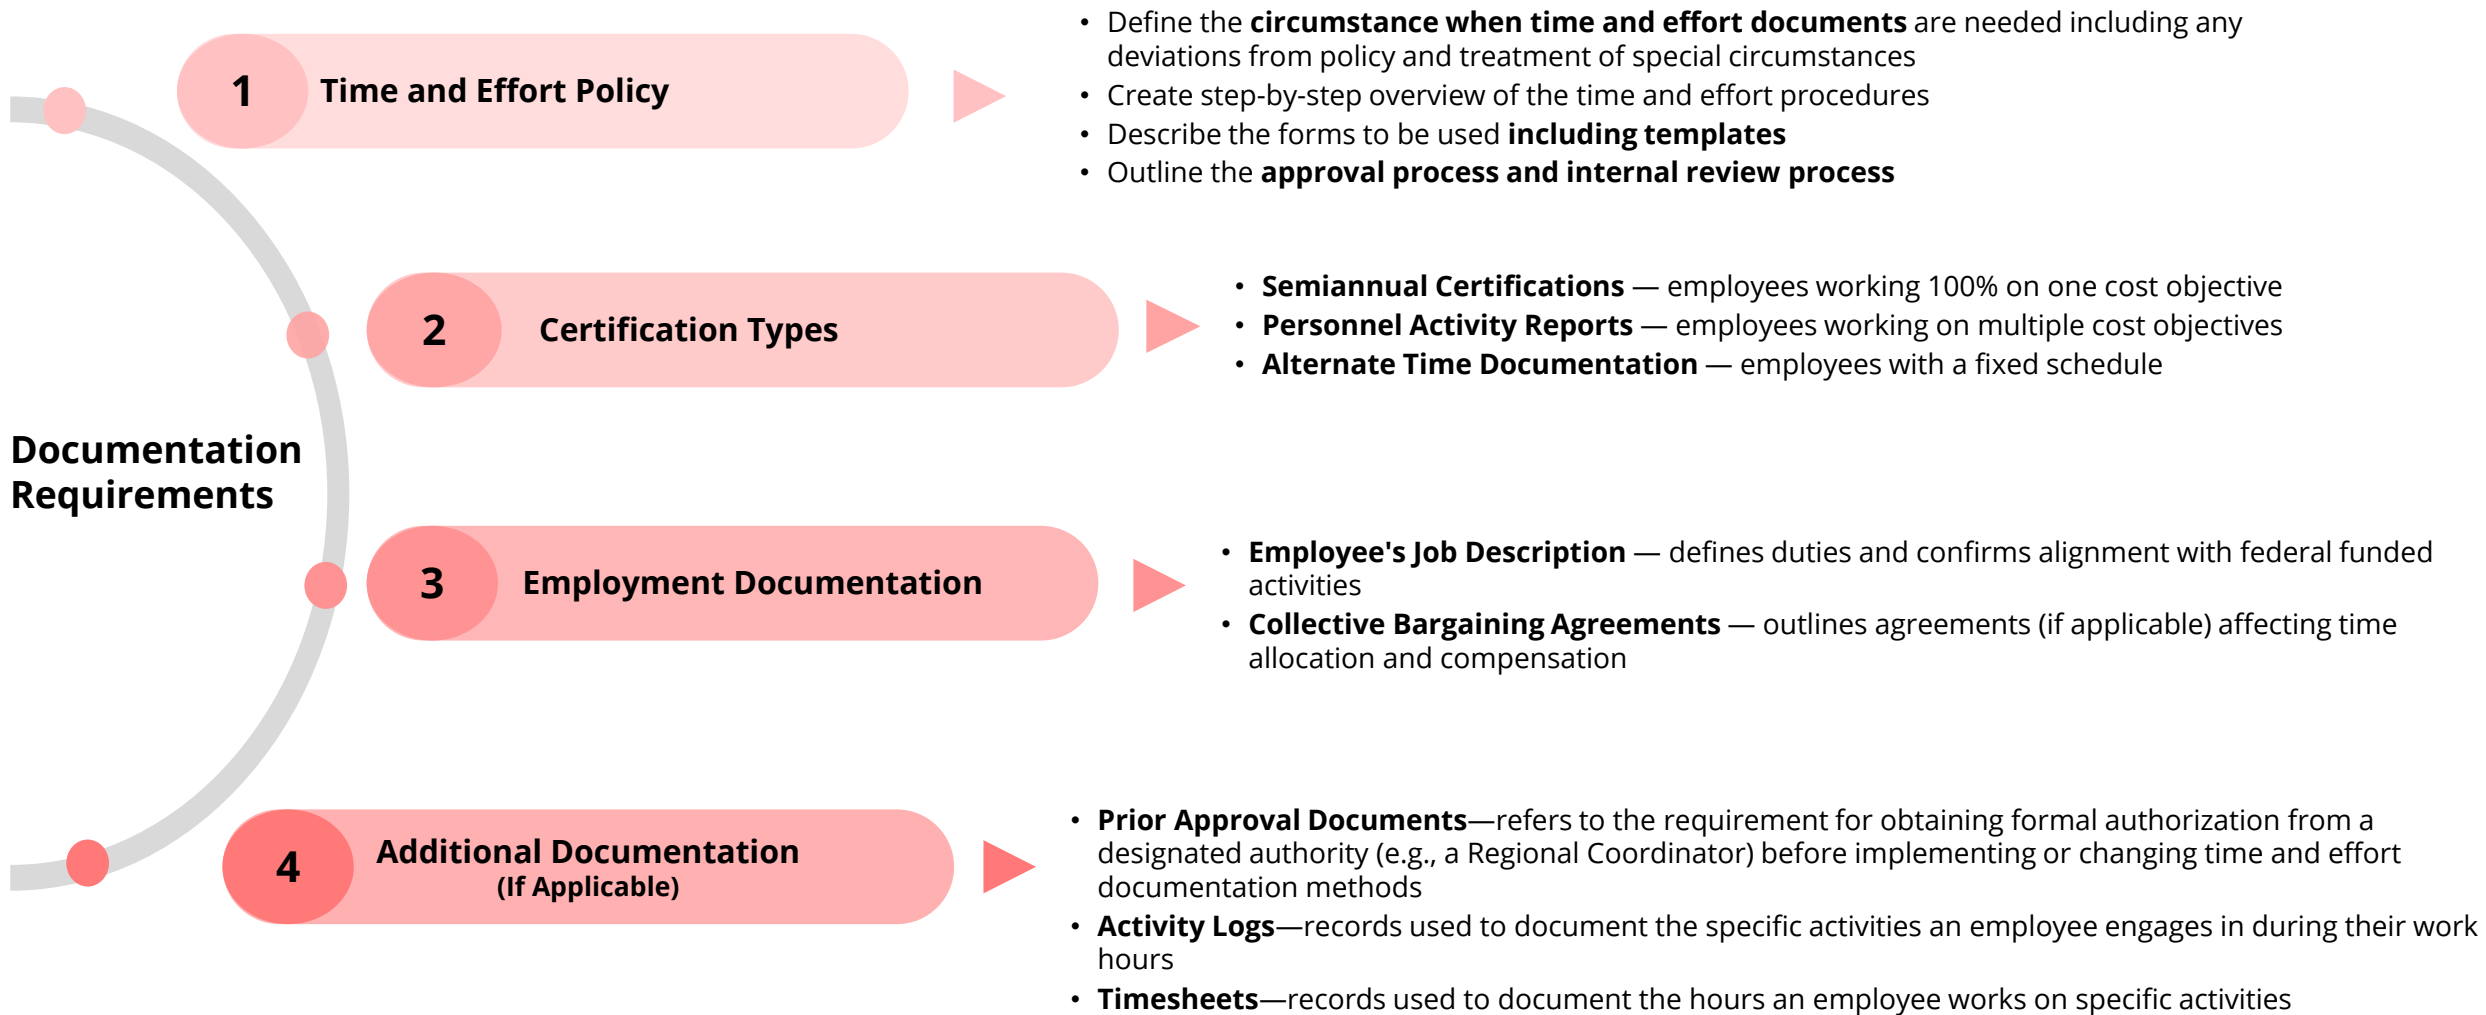 1
Time and Effort Policy
• Define the circumstance when time and effort documents are needed including any
deviations from policy and treatment of special circumstances
• Create step-by-step overview of the time and effort procedures
• Describe the forms to be used including templates
• Outline the approval process and internal review process
2
Certification Types
• Semiannual Certifications — employees working 100% on one cost objective
• Personnel Activity Reports — employees working on multiple cost objectives
• Alternate Time Documentation — employees with a fixed schedule
Documentation
Requirements
3
Employment Documentation
• Employee's Job Description — defines duties and confirms alignment with federal funded
activities
• Collective Bargaining Agreements — outlines agreements (if applicable) affecting time
allocation and compensation
4
Additional Documentation
(If Applicable)
• Prior Approval Documents—refers to the requirement for obtaining formal authorization from a
designated authority (e.g., a Regional Coordinator) before implementing or changing time and effort
documentation methods
• Activity Logs—records used to document the specific activities an employee engages in during their work
hours
• Timesheets—records used to document the hours an employee works on specific activities